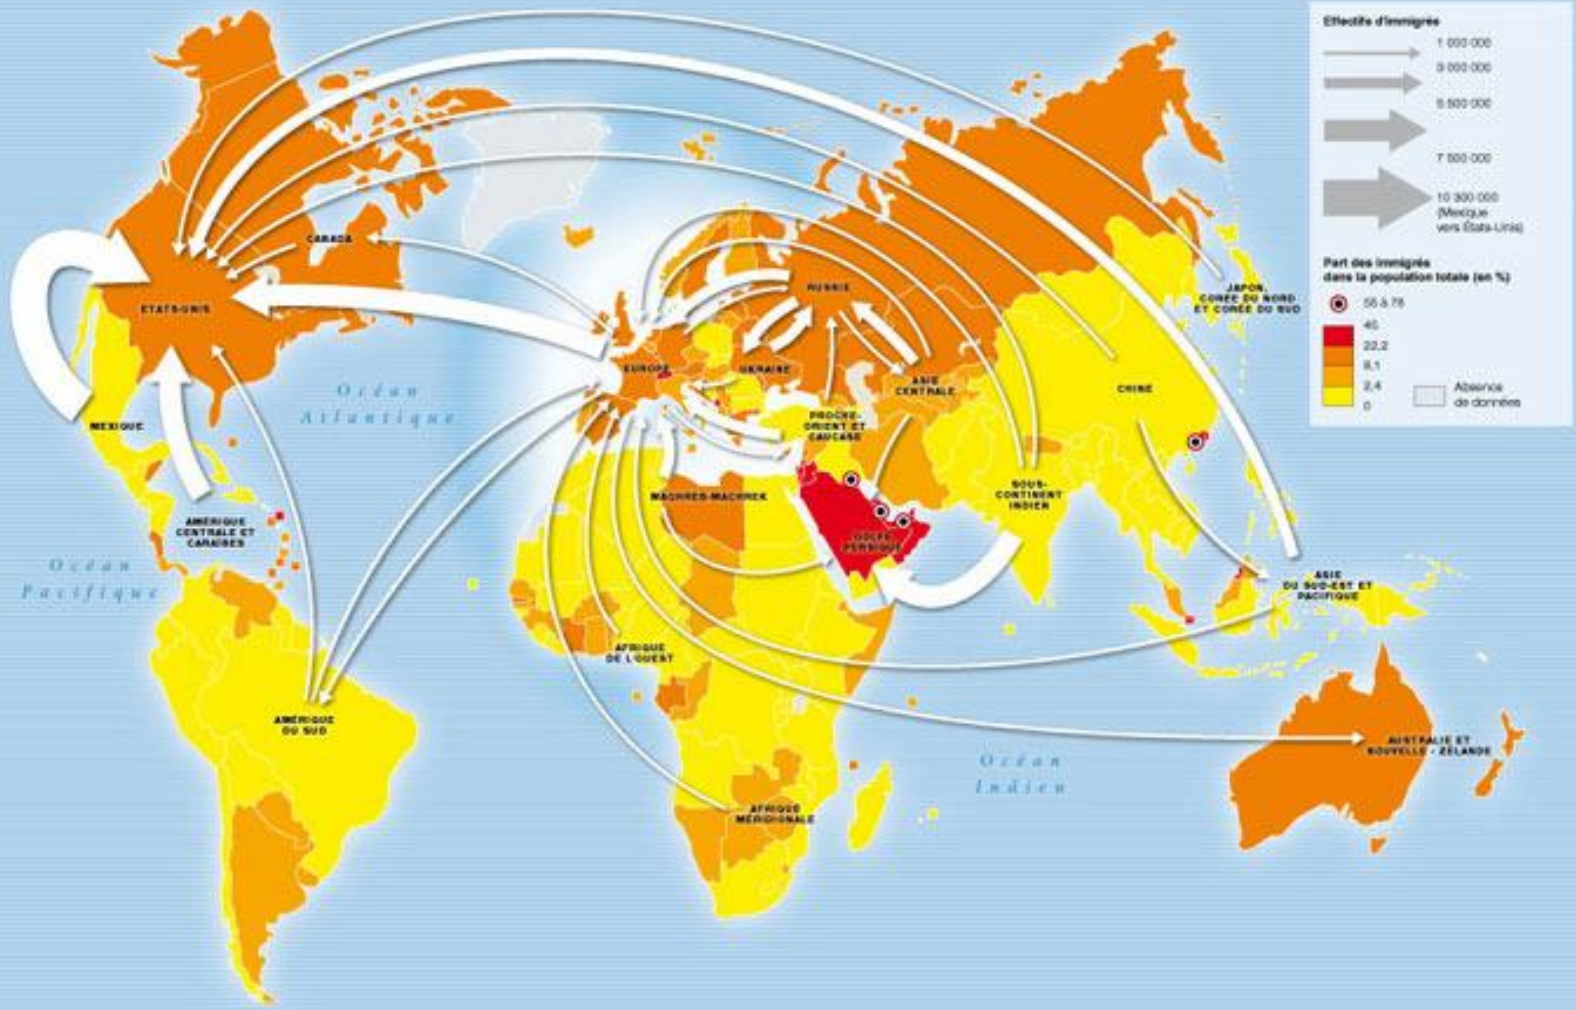 Effectifs d'immigrés
1 000 000
3 000 000
5 500 000
7 500 000
10 300 000
(Mexique
vers États-Unis)
Part des immigrés
dans la population totale (en %)
55 à 78
45
22,2
8,1
2,4
0
Absence
de données
CANADA
ÉTATS-UNIS
MEXIQUE
Océan
Atlantique
AMÉRIQUE
CENTRALE ET
CARAÏBES
Océan
Pacifique
AMÉRIQUE
DU SUD
RUSSIE
EUROPE
UKRAINE
ASIE
CENTRALE
PROCHE-
ORIENT ET
CAUCASE
MAGHREB-MACHREK
GOLFE
PERSIQUE
SOUS-
CONTINENT
INDIEN
CHINE
JAPON,
CORÉE DU NORD
ET CORÉE DU SUD
ASIE
DU SUD-EST ET
PACIFIQUE
AFRIQUE
DE L'OUEST
AFRIQUE
MÉRIDIONALE
Océan
Indien
AUSTRALIE ET
NOUVELLE - ZÉLANDE